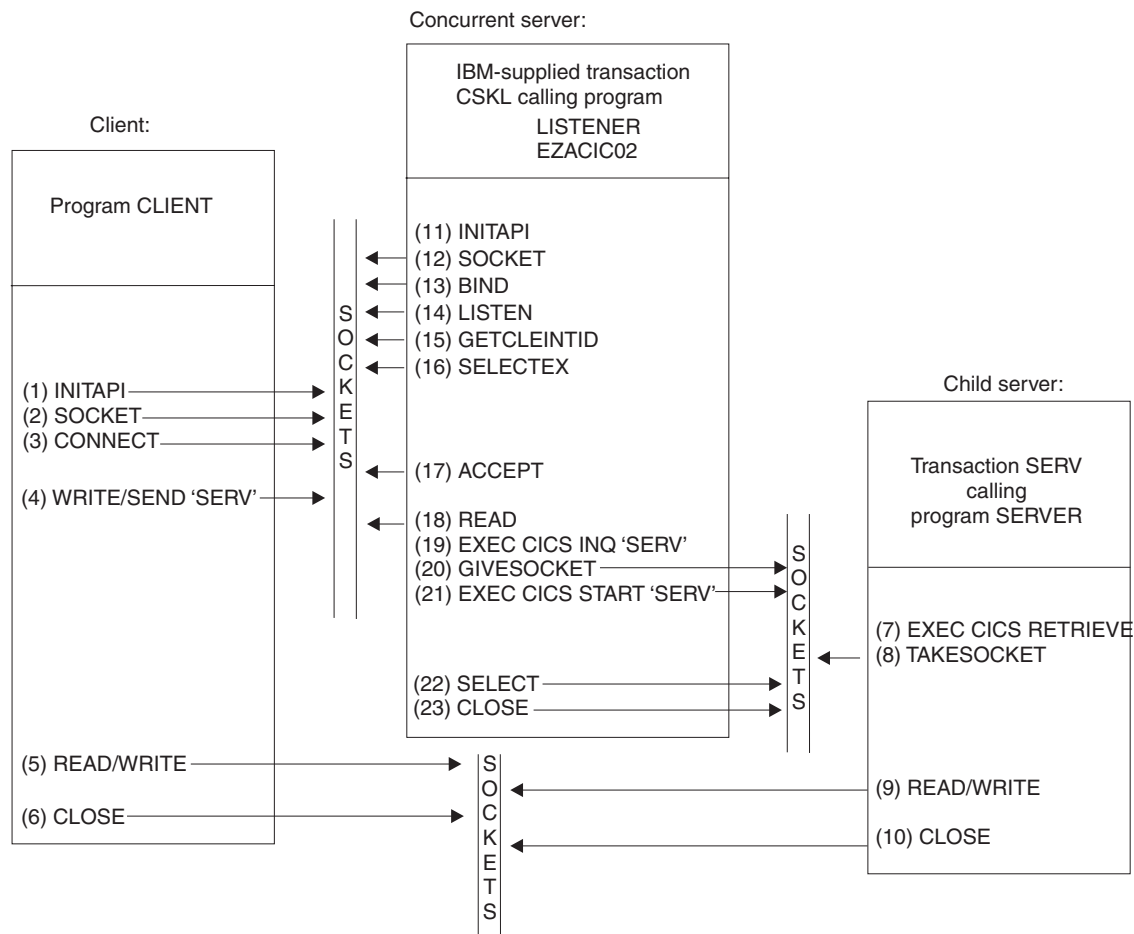 Concurrent server:
IBM-supplied transaction
CSKL calling program
LISTENER
EZACIC02
Client:
Program CLIENT
(11) INITAPI
(12) SOCKET
(13) BIND
(14) LISTEN
(15) GETCLEINTID
(16) SELECTEX
SOCKETS
(1) INITAPI
(2) SOCKET
(3) CONNECT
(4) WRITE/SEND ‘SERV’
(17) ACCEPT
(18) READ
(19) EXEC CICS INQ ‘SERV’
(20) GIVESOCKET
(21) EXEC CICS START ‘SERV’
(22) SELECT
(23) CLOSE
Child server:
Transaction SERV
calling
program SERVER
SOCKETS
(7) EXEC CICS RETRIEVE
(8) TAKESOCKET
(5) READ/WRITE
(6) CLOSE
SOCKETS
(9) READ/WRITE
(10) CLOSE